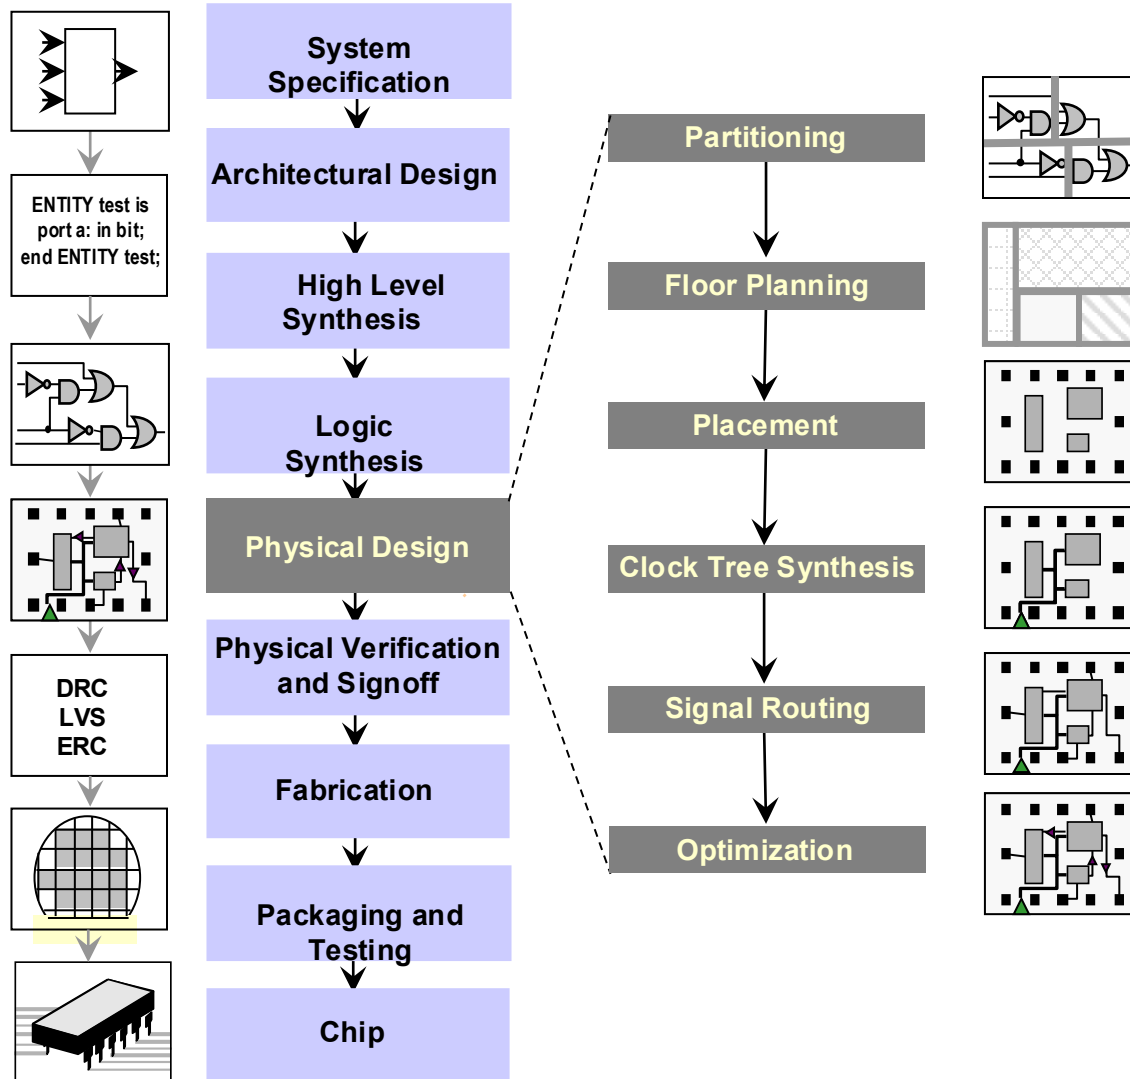 System
Specification
Architectural Design
High Level
Synthesis
Logic
Synthesis
Physical Design
Physical Verification
and Signoff
Fabrication
Packaging and
Testing
Chip
ENTITY test is
port a: in bit;
end ENTITY test;
DRC
LVS
ERC
Partitioning
Floor Planning
Placement
Clock Tree Synthesis
Signal Routing
Optimization